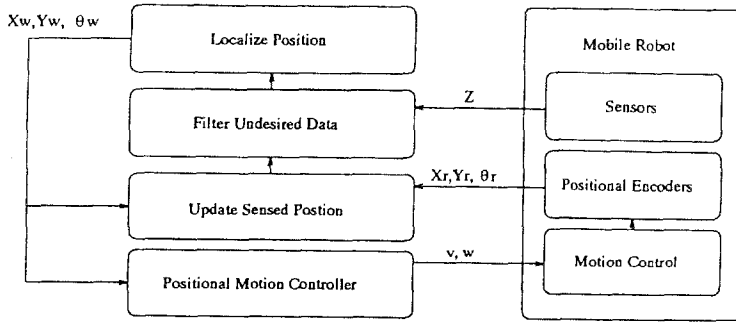 Xw,Yw, θw
Localize Position
Mobile Robot
Z
Sensors
Filter Undesired Data
Xr,Yr, θr
Positional Encoders
Update Sensed Postion
v, w
Motion Control
Positional Motion Controller